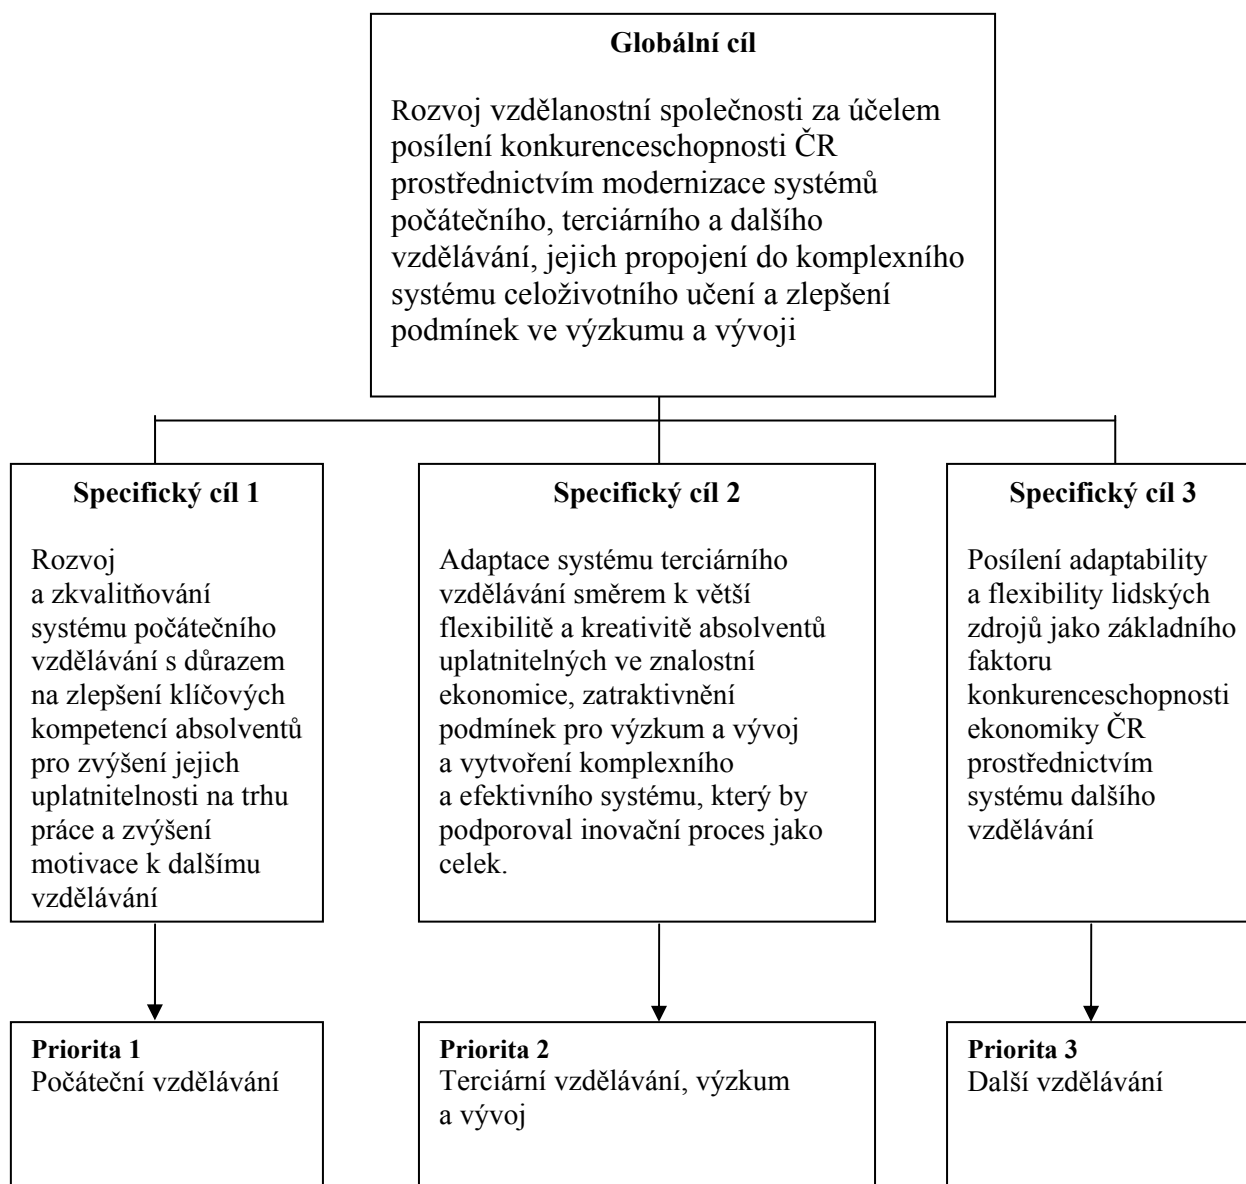 Globální cíl
Rozvoj vzdělanostní společnosti za účelem
posílení konkurenceschopnosti ČR
prostřednictvím modernizace systémů
počátečního, terciárního a dalšího
vzdělávání, jejich propojení do komplexního
systému celoživotního učení a zlepšení
podmínek ve výzkumu a vývoji
Specifický cíl 1
Rozvoj
a zkvalitňování
systému počátečního
vzdělávání s důrazem
na zlepšení klíčových
kompetencí absolventů
pro zvýšení jejich
uplatnitelnosti na trhu
práce a zvýšení
motivace k dalšímu
vzdělávání
Specifický cíl 2
Adaptace systému terciárního
vzdělávání směrem k větší
flexibilitě a kreativitě absolventů
uplatnitelných ve znalostní
ekonomice, zatraktivnění
podmínek pro výzkum a vývoj
a vytvoření komplexního
a efektivního systému, který by
podporoval inovační proces jako
celek.
Specifický cíl 3
Posílení adaptability
a flexibility lidských
zdrojů jako základního
faktoru
konkurenceschopnosti
ekonomiky ČR
prostřednictvím
systému dalšího
vzdělávání
Priorita 1
Počáteční vzdělávání
Priorita 2
Terciární vzdělávání, výzkum
a vývoj
Priorita 3
Další vzdělávání